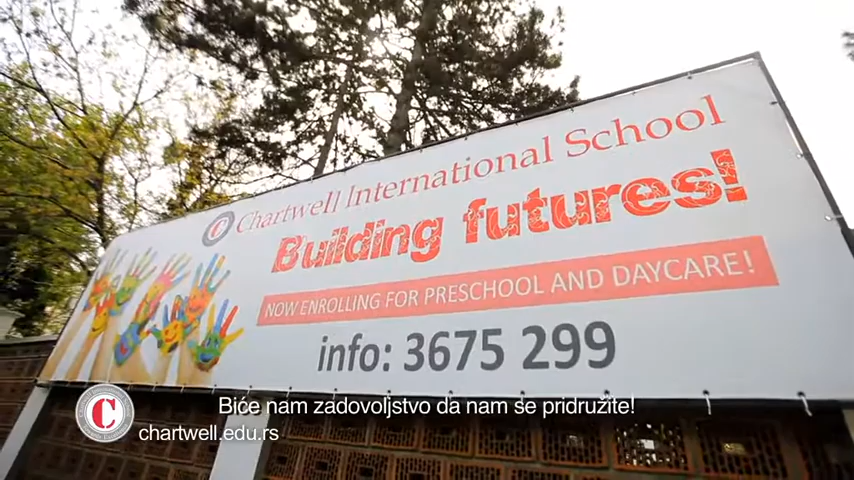 C Chartwell International School
Building futures!
NOW ENROLLING FOR PRESCHOOL AND DAYCARE!
info: 3675 299
Biće nam zadovoljstvo da nam se pridružite!
C
chartwell.edu.rs